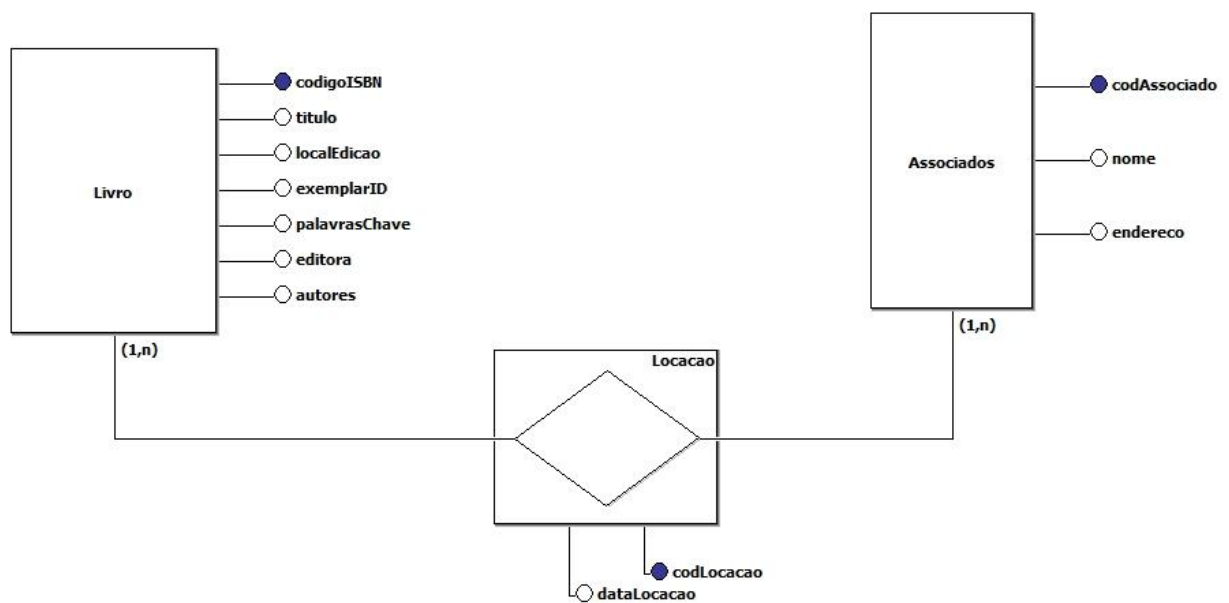 Livro
codigoISBN
titulo
localEdicao
exemplarID
palavrasChave
editora
autores
(1,n)
Associados
codAssociado
nome
endereco
(1,n)
Locacao
codLocacao
dataLocacao